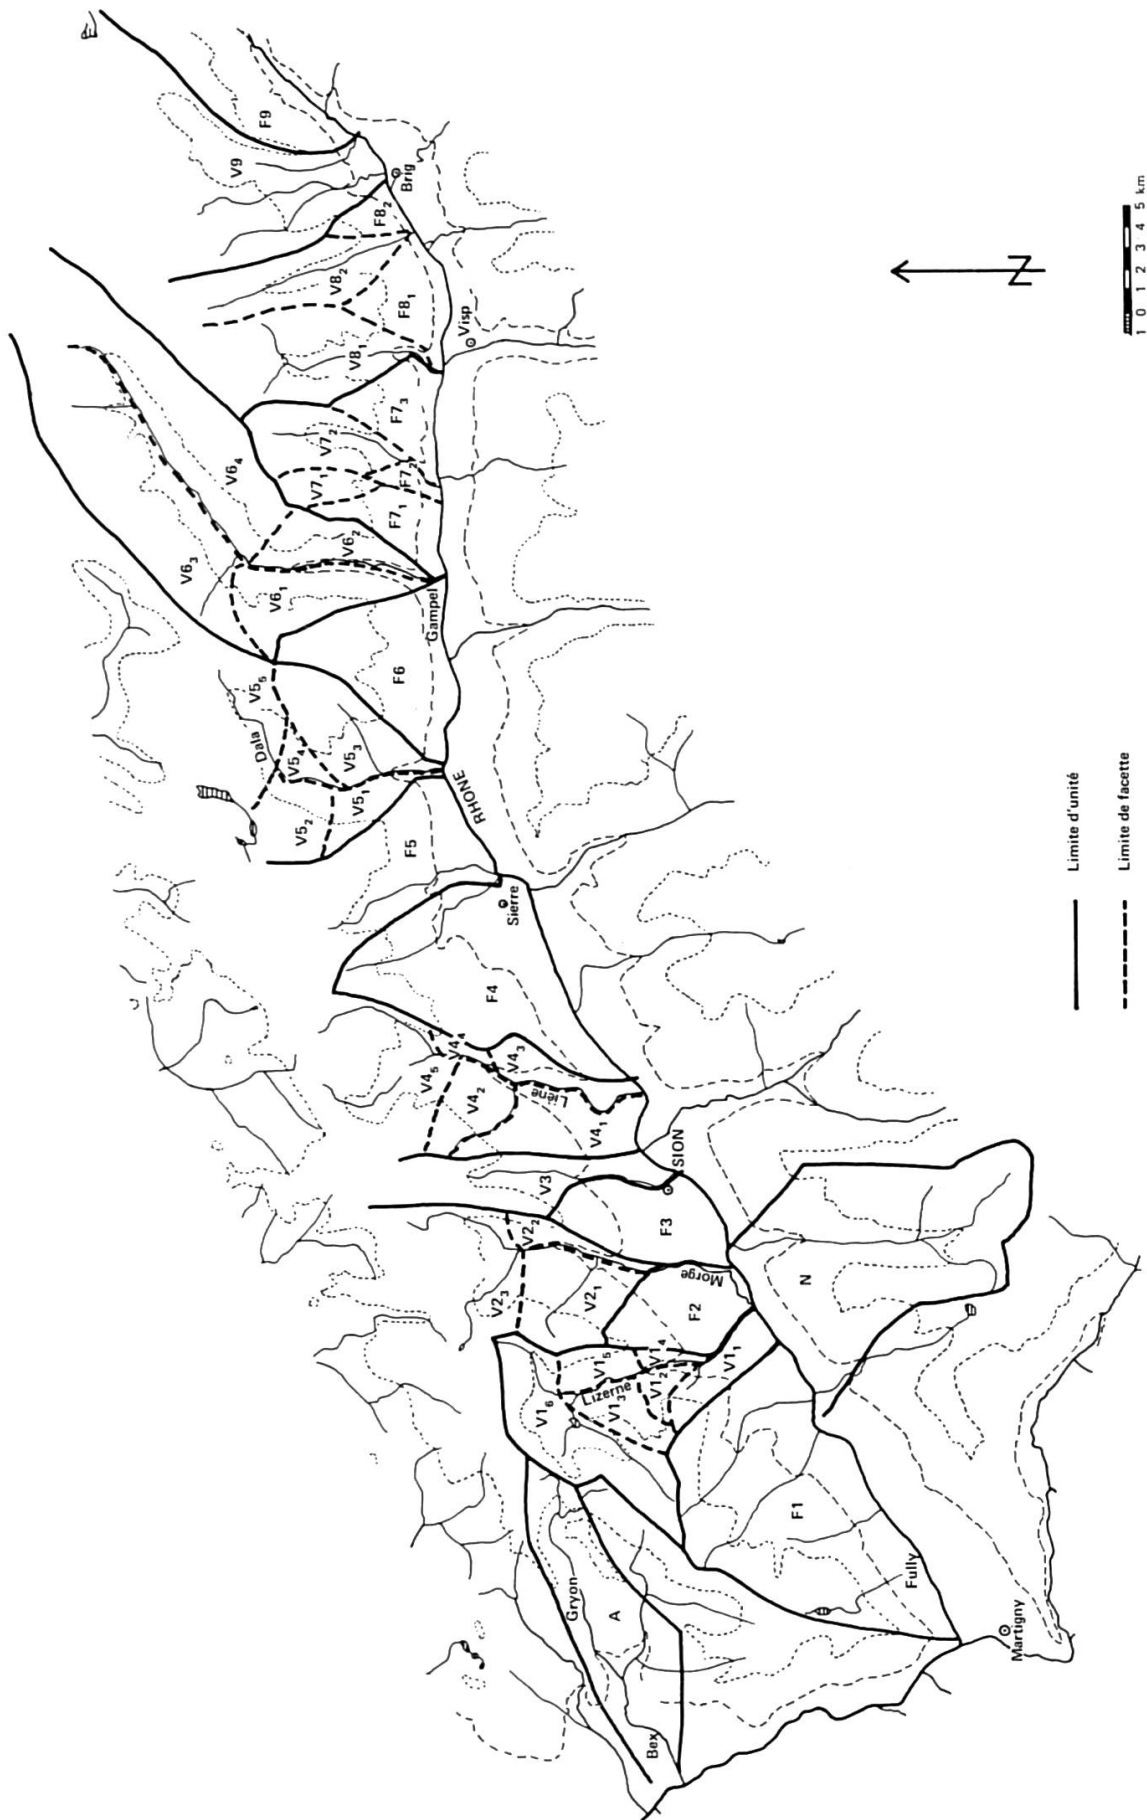 F9
V9
Brig
F8₂
V8₂
F8₁
V8₁
Visp
F7₃
V7₂
V7₁
F7₂
F7₁
V6₄
V6₃
V6₂
V6₁
Gampel
F6
V5₅
Dala
V5₄
V5₃
V5₁
V5₂
RHONE
F5
Sierre
F4
V4₄
V4₃
V4₅
V4₂
Liène
V4₁
SION
V3
F3
V2₂
V2₃
V2₁
Morge
F2
N
V1₅
V1₄
V1₁
V1₂
Lizerne
V1₃
V1₆
F1
Fully
Martigny
Gryon
A
Bex
N
1 0 1 2 3 4 5 km
Limite d'unité
Limite de facette